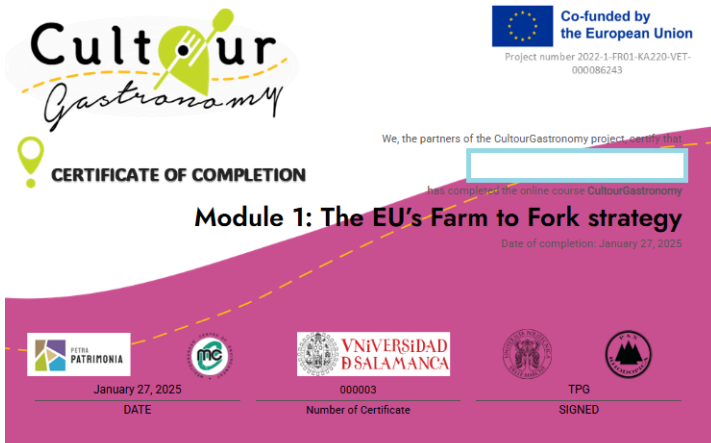 Cultour
Gastronomy
Co-funded by
the European Union
Project number 2022-1-FR01-KA220-VET-
000086243
We, the partners of the CultourGastronomy project, certify that
CERTIFICATE OF COMPLETION
has completed the online course CultourGastronomy
Module 1: The EU's Farm to Fork strategy
Date of completion: January 27, 2025
PETRA
PATRIMONIA
mc
VNiVERSiDAD
Ð SALAMANCA
January 27, 2025
000003
TPG
DATE
Number of Certificate
SIGNED